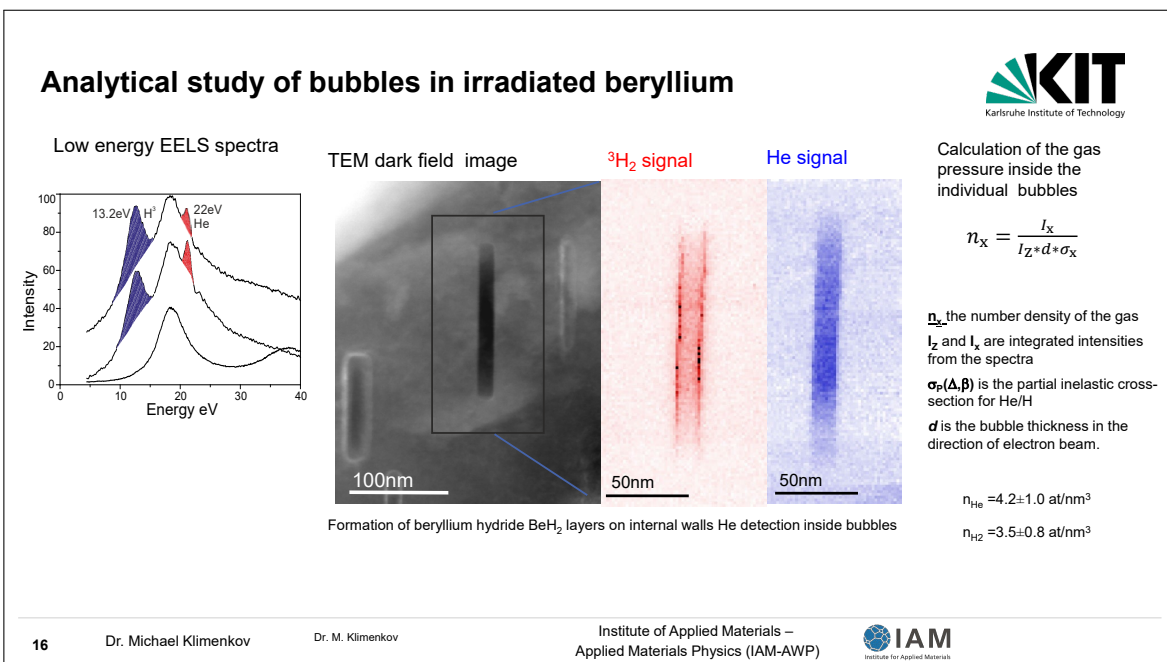 Analytical study of bubbles in irradiated beryllium
KIT
Karlsruhe Institute of Technology
Low energy EELS spectra
TEM dark field  image
³H₂ signal
He signal
Calculation of the gas
pressure inside the
individual  bubbles
100
80
60
40
20
0
Intensity
13.2eV
H³
22eV
He
0
10
20
30
40
Energy eV
100nm
50nm
50nm
nₓ = Iₓ / (I_Z∗d∗σₓ)
nₓ the number density of the gas
I_Z and Iₓ are integrated intensities
from the spectra
σ_P(Δ,β) is the partial inelastic cross-
section for He/H
d is the bubble thickness in the
direction of electron beam.
n_He =4.2±1.0 at/nm³
n_H2 =3.5±0.8 at/nm³
Formation of beryllium hydride BeH₂ layers on internal walls He detection inside bubbles
16
Dr. Michael Klimenkov
Dr. M. Klimenkov
Institute of Applied Materials –
Applied Materials Physics (IAM-AWP)
IAM
Institute for Applied Materials